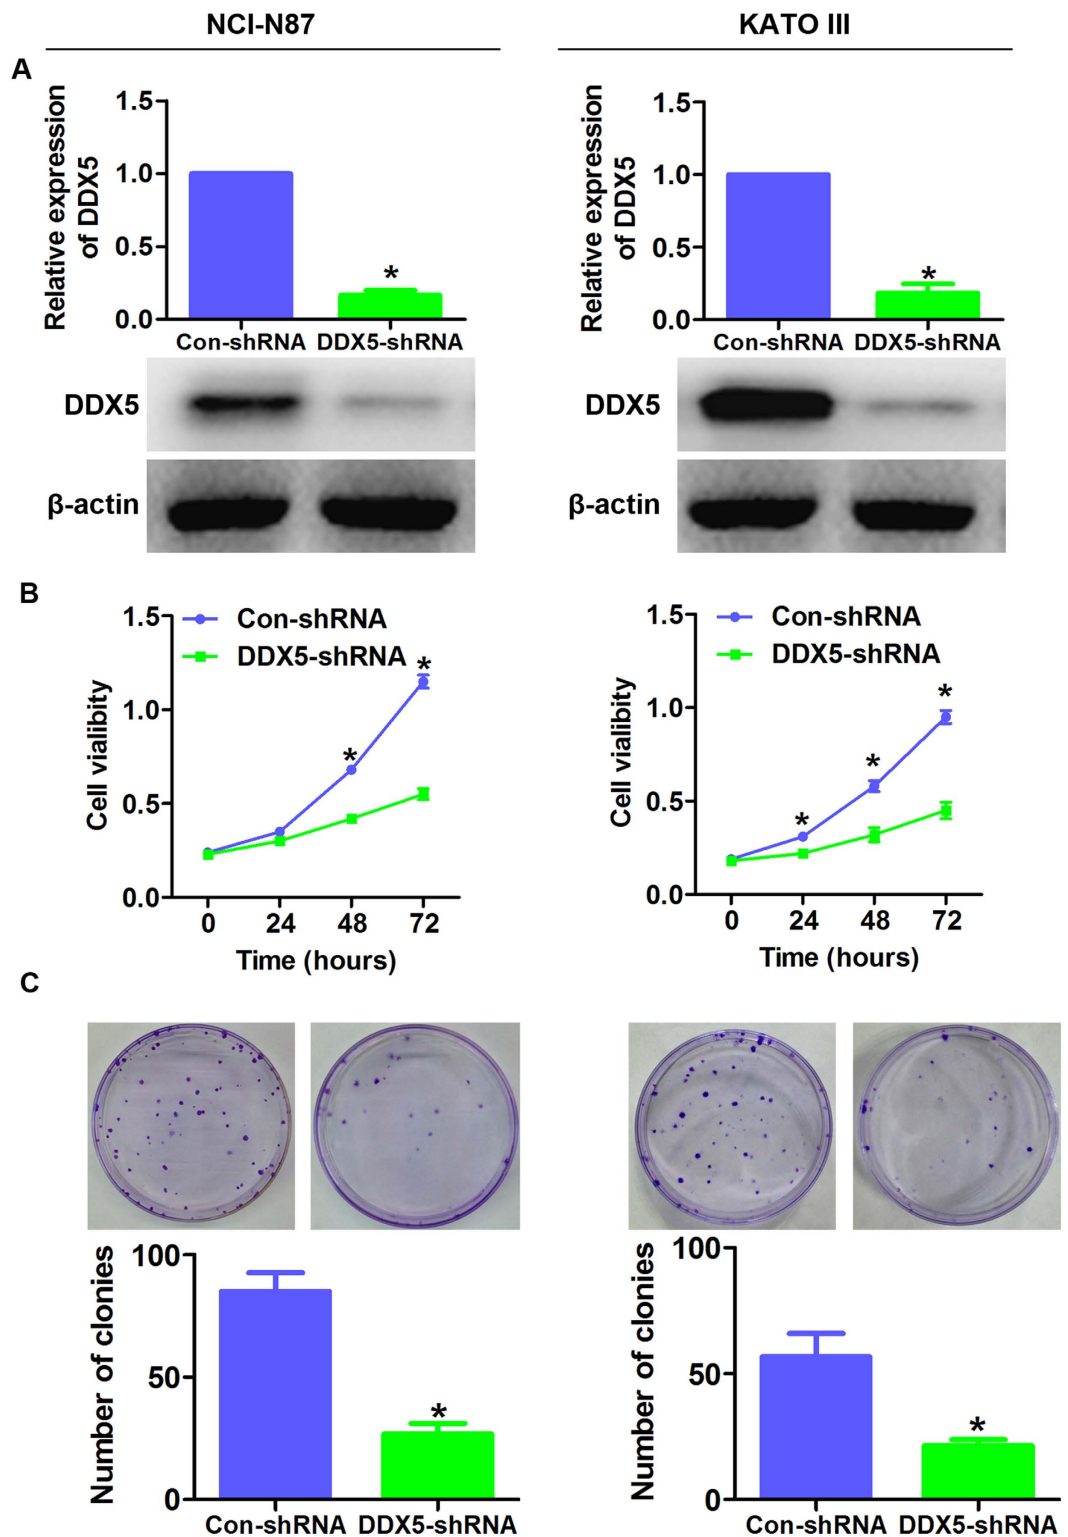 NCI-N87
KATO III
A
Relative expression
of DDX5
1.5
1.0
0.5
0.0
*
Con-shRNA DDX5-shRNA
DDX5
β-actin
Relative expression
of DDX5
1.5
1.0
0.5
0.0
*
Con-shRNA DDX5-shRNA
DDX5
β-actin
B
Cell vialibity
1.5
1.0
0.5
0.0
Con-shRNA
DDX5-shRNA
*
*
0 24 48 72
Time (hours)
Cell vialibity
1.5
1.0
0.5
0.0
Con-shRNA
DDX5-shRNA
*
*
*
0 24 48 72
Time (hours)
C
Number of clonies
100
50
0
*
Con-shRNA DDX5-shRNA
Number of clonies
100
50
0
*
Con-shRNA DDX5-shRNA